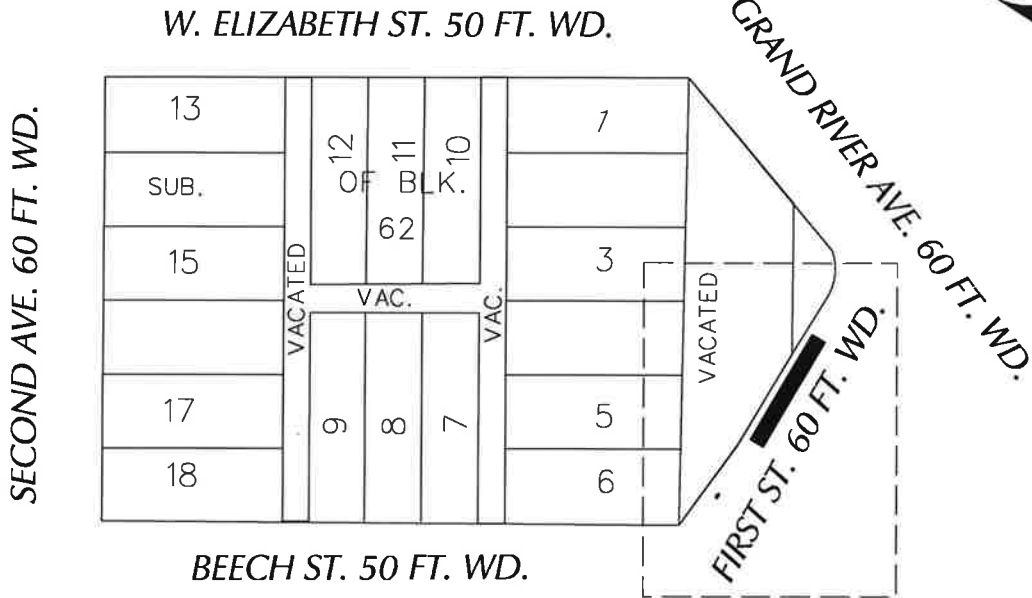 W. ELIZABETH ST. 50 FT. WD.
GRAND RIVER AVE. 60 FT. WD.
SECOND AVE. 60 FT. WD.
13
SUB.
15
17
18
VACATED
12
11
10
OF BLK.
62
VAC.
VAC.
9
8
7
1
3
5
6
VACATED
FIRST ST. 60 FT. WD.
BEECH ST. 50 FT. WD.